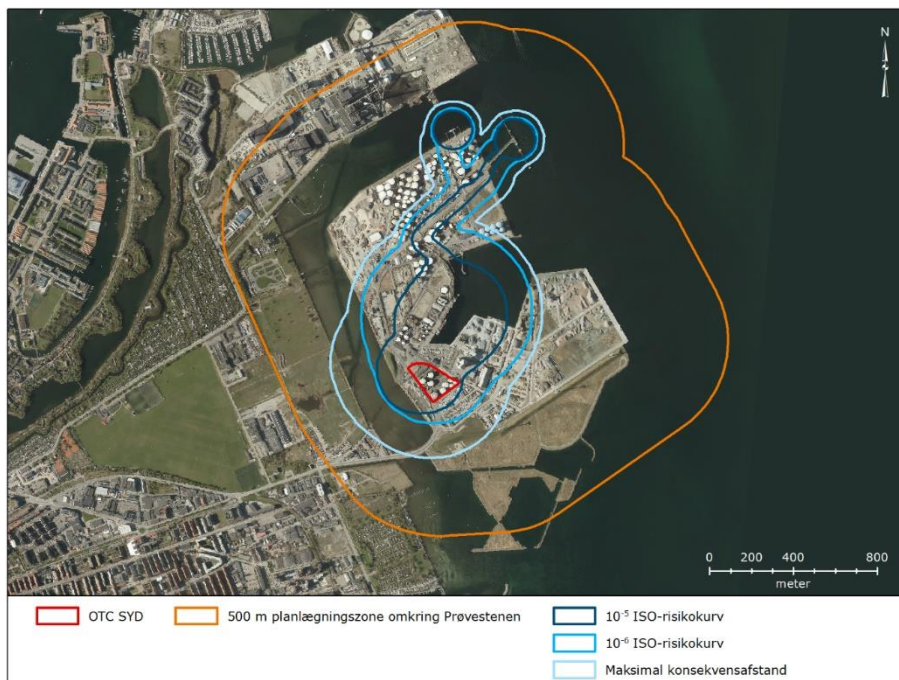 N
0 200 400 800
meter
OTC SYD
500 m planlægningszone omkring Prøvestenen
10⁻⁵ ISO-risikokurv
10⁻⁶ ISO-risikokurv
Maksimal konsekvensafstand